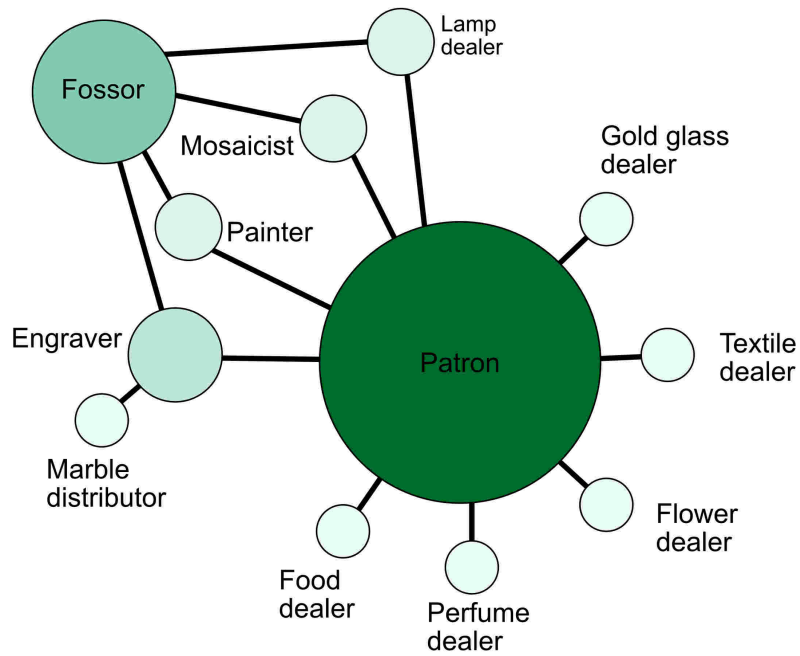 Lamp
dealer
Fossor
Mosaicist
Gold glass
dealer
Painter
Engraver
Textile
dealer
Patron
Marble
distributor
Flower
dealer
Food
dealer
Perfume
dealer